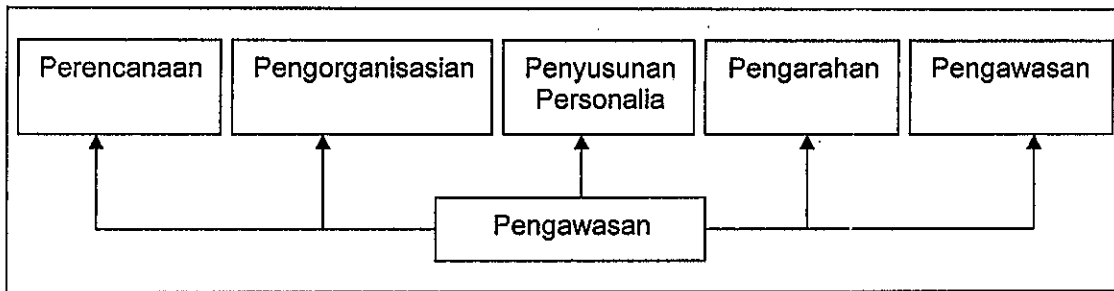 Perencanaan
Pengorganisasian
Penyusunan
Personalia
Pengarahan
Pengawasan
Pengawasan